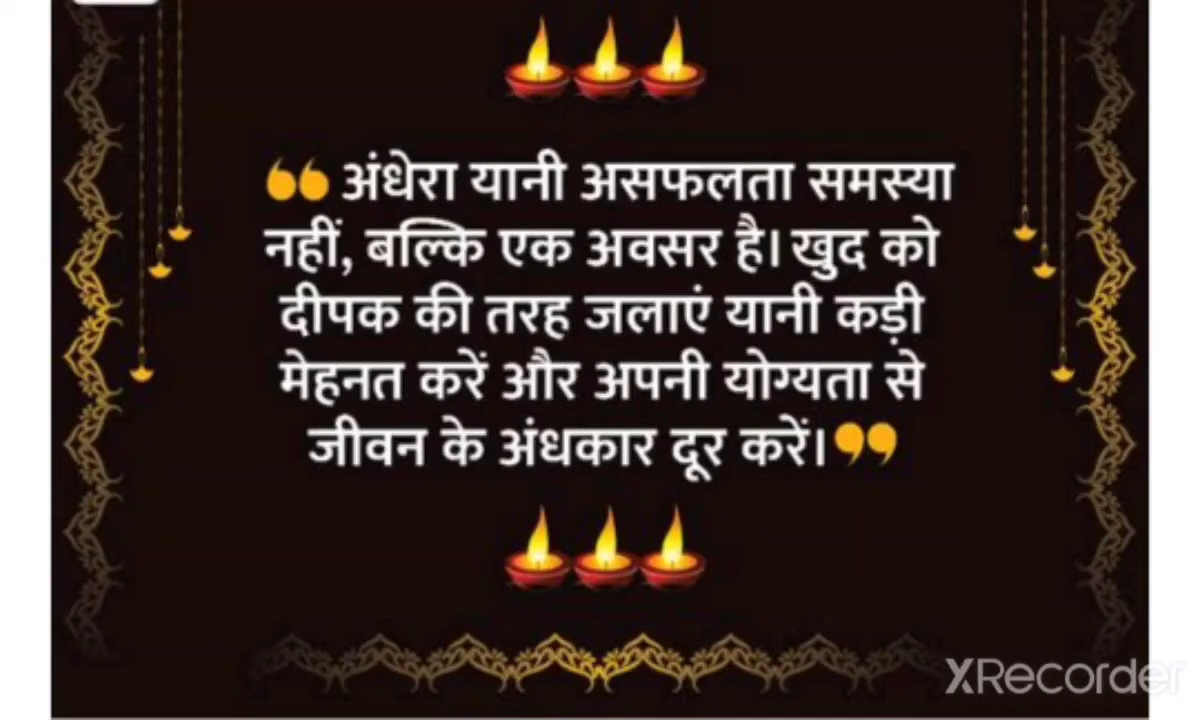 ❝ अंधेरा यानी असफलता समस्या
नहीं, बल्कि एक अवसर है। खुद को
दीपक की तरह जलाएं यानी कड़ी
मेहनत करें और अपनी योग्यता से
जीवन के अंधकार दूर करें। ❞
XRecorder